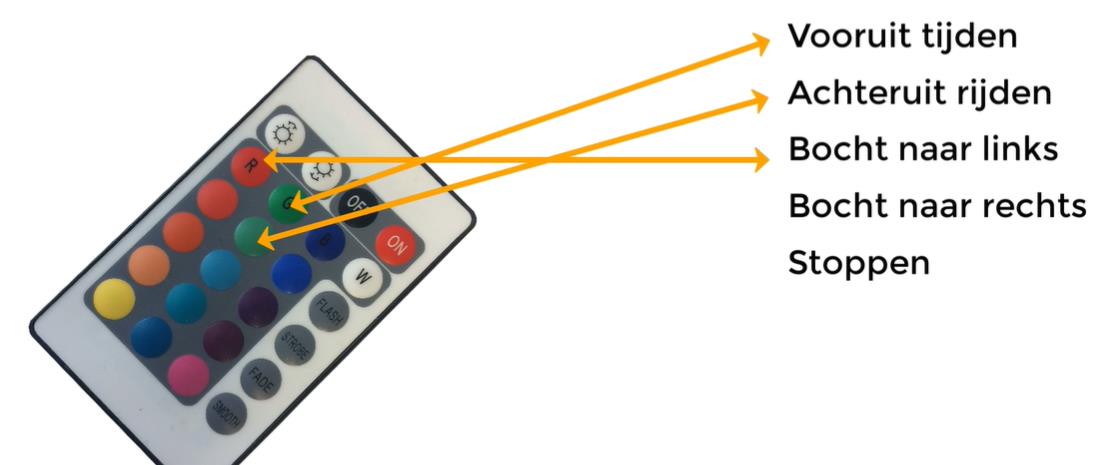 Vooruit tijden
Achteruit rijden
Bocht naar links
Bocht naar rechts
Stoppen
R
G
B
W
OFF
ON
FLASH
STROBE
FADE
SMOOTH